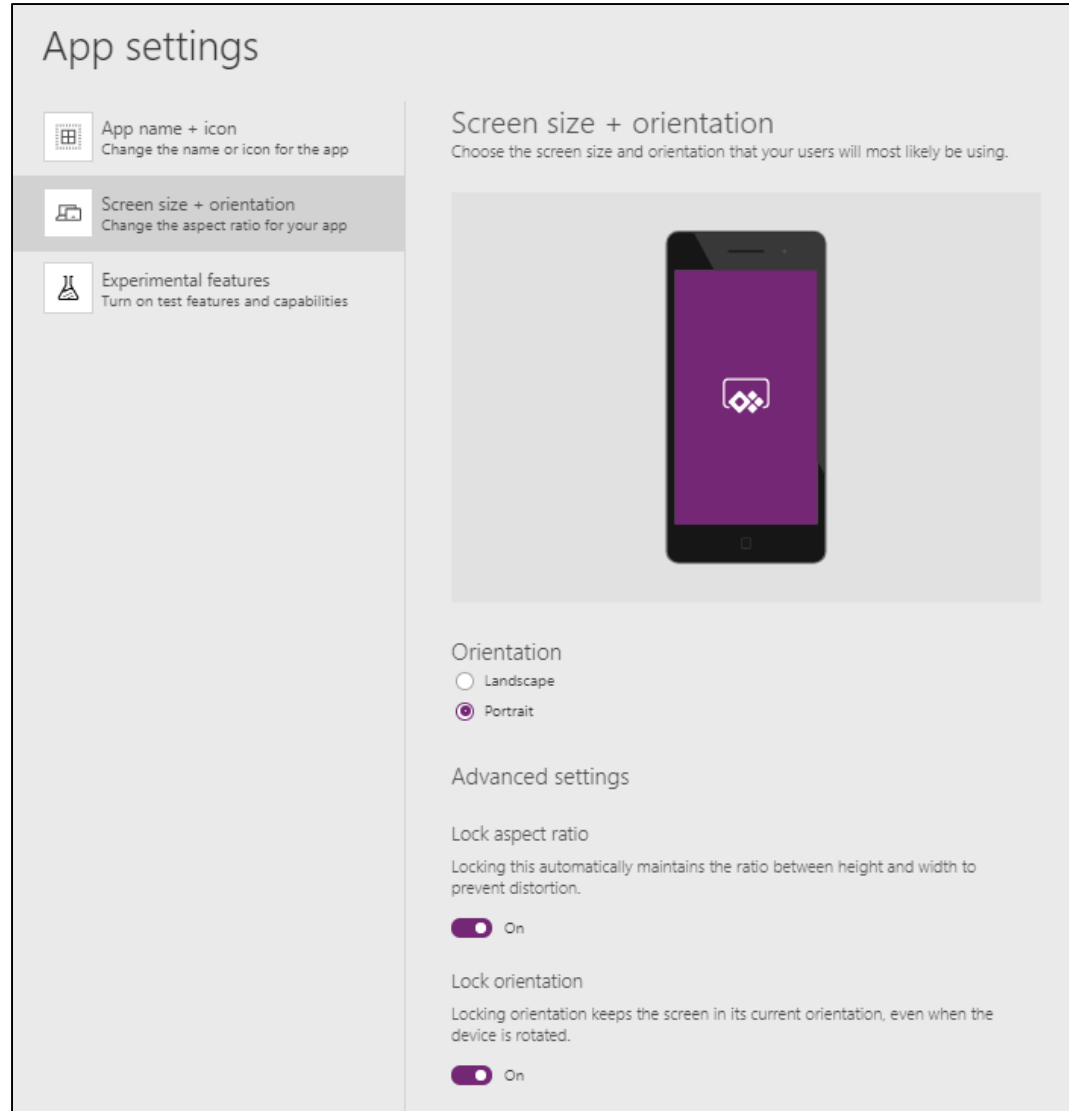 App settings
App name + icon
Change the name or icon for the app
Screen size + orientation
Change the aspect ratio for your app
Experimental features
Turn on test features and capabilities
Screen size + orientation
Choose the screen size and orientation that your users will most likely be using.
Orientation
Landscape
Portrait
Advanced settings
Lock aspect ratio
Locking this automatically maintains the ratio between height and width to
prevent distortion.
On
Lock orientation
Locking orientation keeps the screen in its current orientation, even when the
device is rotated.
On